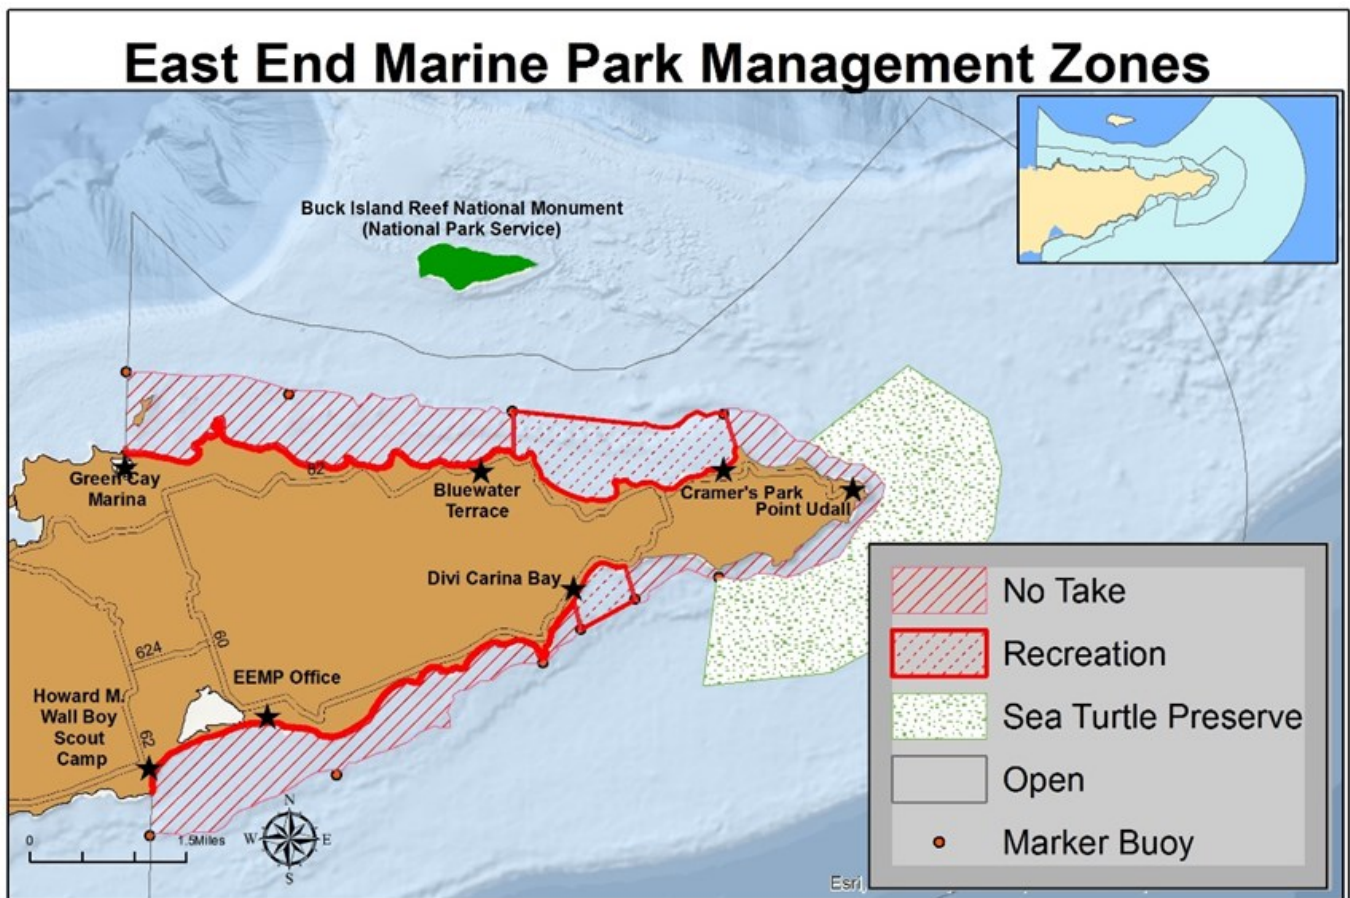 East End Marine Park Management Zones
Buck Island Reef National Monument
(National Park Service)
Green Cay
Marina
82
Bluewater
Terrace
Cramer's Park
Point Udall
Divi Carina Bay
624
60
EEMP Office
Howard M.
Wall Boy
Scout
Camp
62
0
1.5Miles
N
W
E
S
No Take
Recreation
Sea Turtle Preserve
Open
Marker Buoy
Esri,